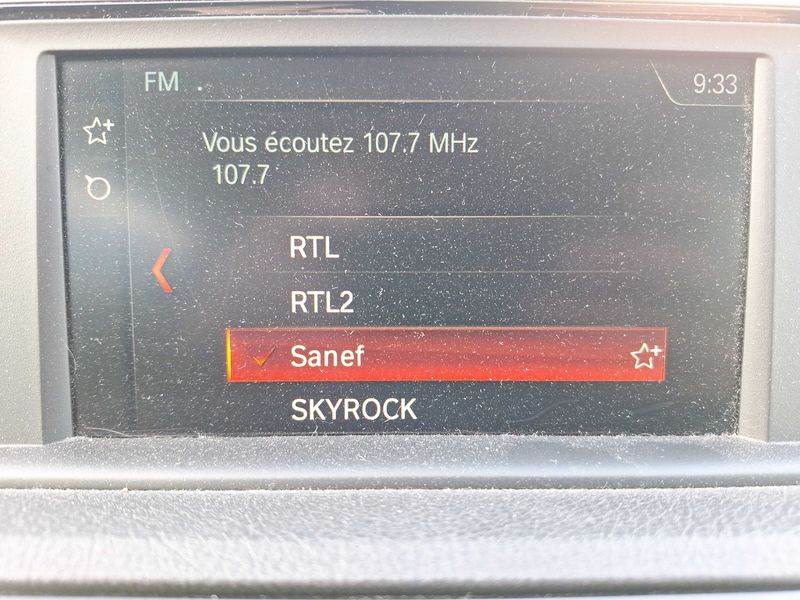 FM .
9:33
Vous écoutez 107.7 MHz
107.7
RTL
RTL2
Sanef
SKYROCK